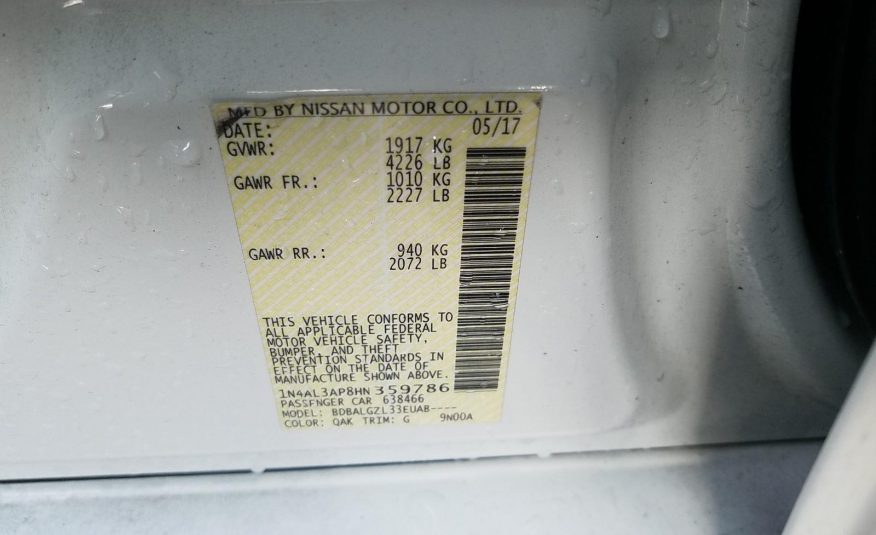 MFD BY NISSAN MOTOR CO., LTD.
DATE: 05/17
GVWR: 1917 KG
4226 LB
GAWR FR.: 1010 KG
2227 LB
GAWR RR.: 940 KG
2072 LB
THIS VEHICLE CONFORMS TO
ALL APPLICABLE FEDERAL
MOTOR VEHICLE SAFETY,
BUMPER, AND THEFT
PREVENTION STANDARDS IN
EFFECT ON THE DATE OF
MANUFACTURE SHOWN ABOVE.
1N4AL3AP8HN359786
PASSENGER CAR 638466
MODEL: BDBALGZL33EUAB----
COLOR: QAK TRIM: G 9N00A